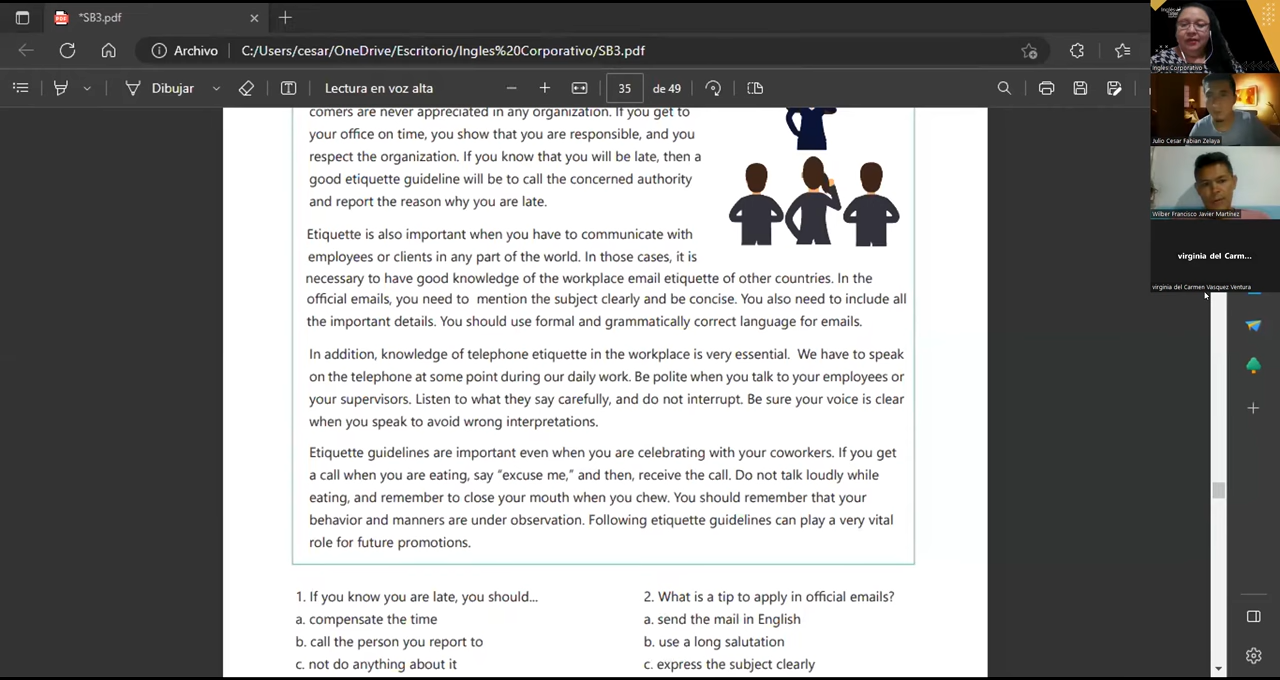 *SB3.pdf
Archivo
C:/Users/cesar/OneDrive/Escritorio/Ingles%20Corporativo/SB3.pdf
Dibujar
Lectura en voz alta
35
de 49
comers are never appreciated in any organization. If you get to
your office on time, you show that you are responsible, and you
respect the organization. If you know that you will be late, then a
good etiquette guideline will be to call the concerned authority
and report the reason why you are late.
Etiquette is also important when you have to communicate with
employees or clients in any part of the world. In those cases, it is
necessary to have good knowledge of the workplace email etiquette of other countries. In the
official emails, you need to mention the subject clearly and be concise. You also need to include all
the important details. You should use formal and grammatically correct language for emails.
In addition, knowledge of telephone etiquette in the workplace is very essential. We have to speak
on the telephone at some point during our daily work. Be polite when you talk to your employees or
your supervisors. Listen to what they say carefully, and do not interrupt. Be sure your voice is clear
when you speak to avoid wrong interpretations.
Etiquette guidelines are important even when you are celebrating with your coworkers. If you get
a call when you are eating, say “excuse me,” and then, receive the call. Do not talk loudly while
eating, and remember to close your mouth when you chew. You should remember that your
behavior and manners are under observation. Following etiquette guidelines can play a very vital
role for future promotions.
1. If you know you are late, you should...
a. compensate the time
b. call the person you report to
c. not do anything about it
2. What is a tip to apply in official emails?
a. send the mail in English
b. use a long salutation
c. express the subject clearly
Ingles Corporativo
Julio Cesar Fabian Zelaya
Wilber Francisco Javier Martínez
virginia del Carm...
virginia del Carmen Vasquez Ventura